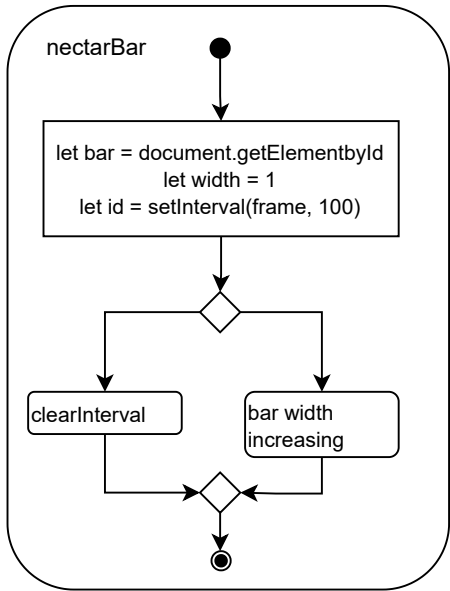 nectarBar
let bar = document.getElementbyId
let width = 1
let id = setInterval(frame, 100)
clearInterval
bar width
increasing